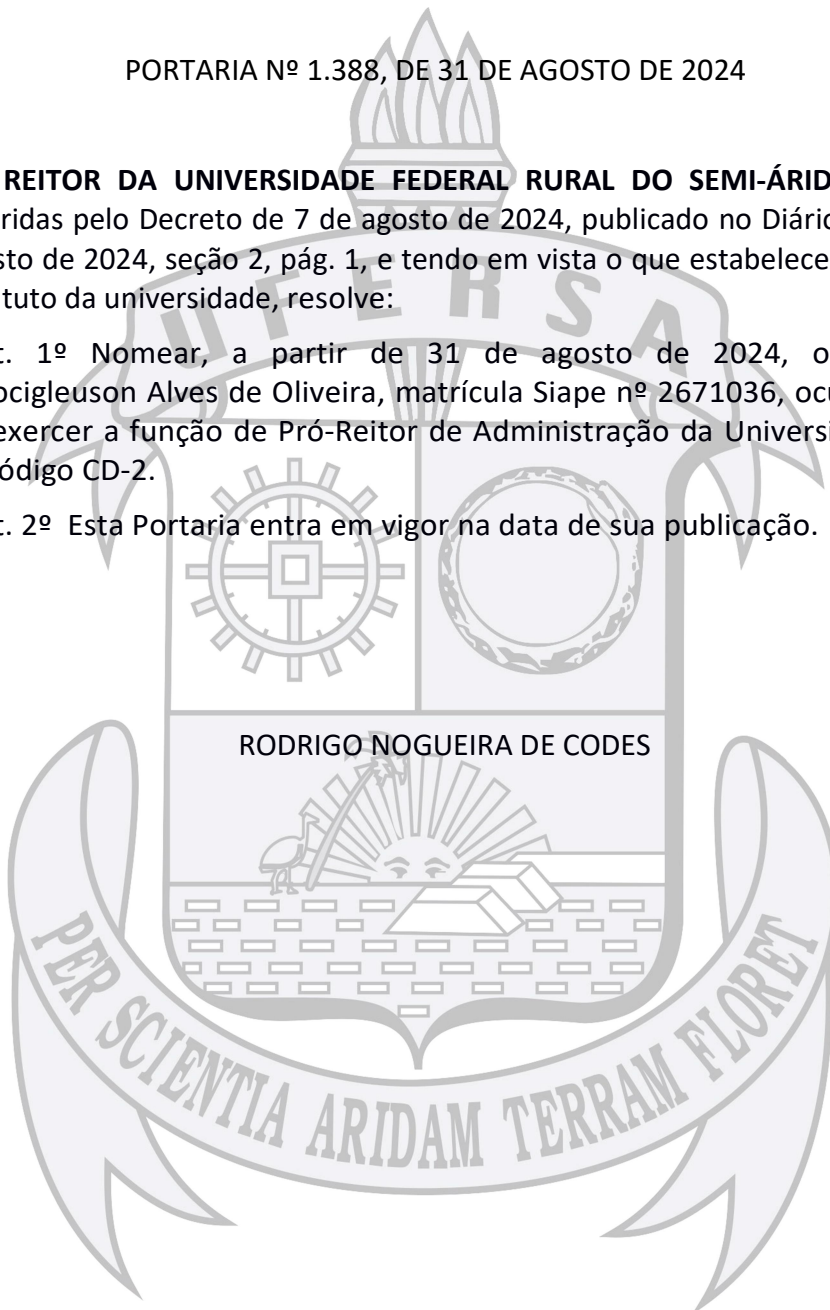 PORTARIA Nº 1.388, DE 31 DE AGOSTO DE 2024
REITOR DA UNIVERSIDADE FEDERAL RURAL DO SEMI-ÁRID
ridas pelo Decreto de 7 de agosto de 2024, publicado no Diário
sto de 2024, seção 2, pág. 1, e tendo em vista o que estabelece
tuto da universidade, resolve:
UFERSA
t. 1º Nomear, a partir de 31 de agosto de 2024, o
ocigleuson Alves de Oliveira, matrícula Siape nº 2671036, ocu
exercer a função de Pró-Reitor de Administração da Universi
ódigo CD-2.
t. 2º Esta Portaria entra em vigor na data de sua publicação.
RODRIGO NOGUEIRA DE CODES
PER SCIENTIA ARIDAM TERRAM FLORET